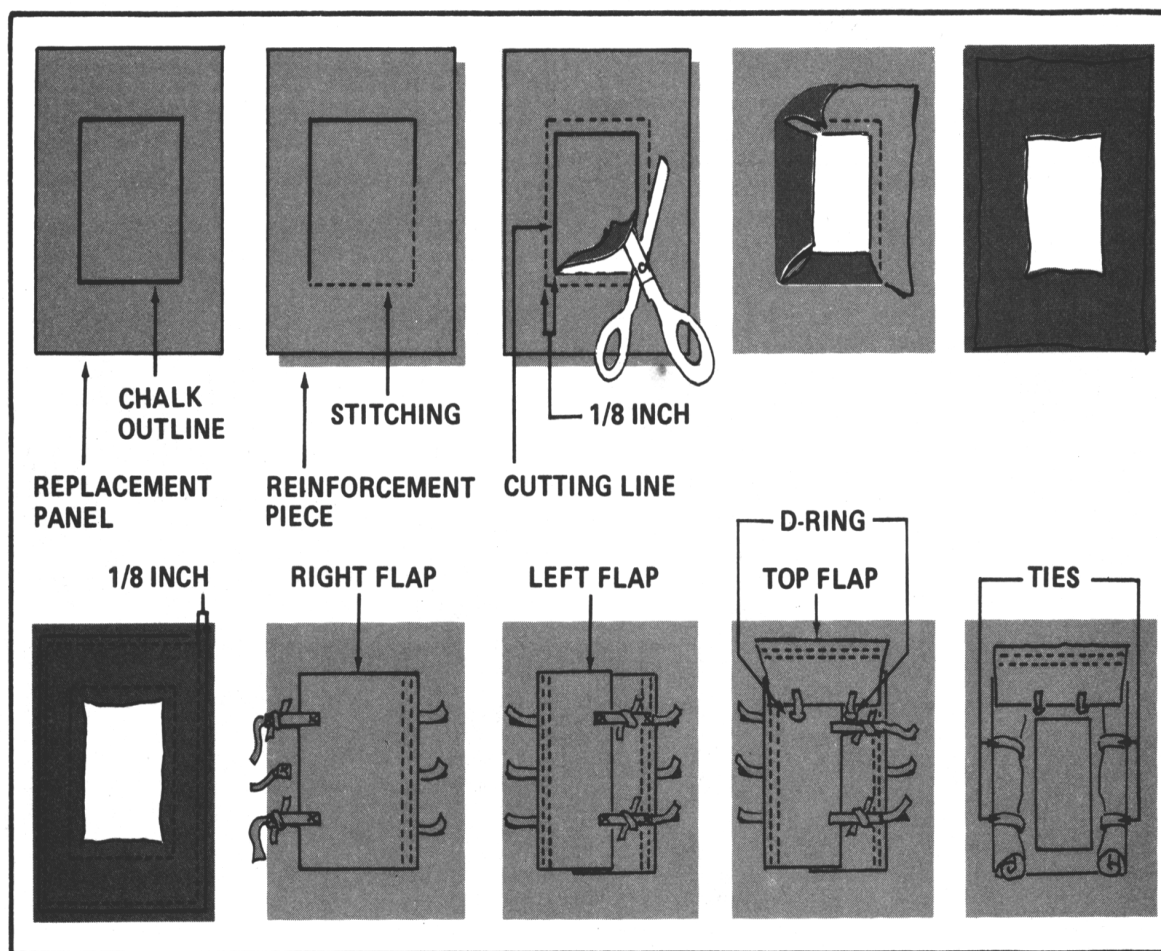 CHALK
OUTLINE
REPLACEMENT
PANEL
STITCHING
REINFORCEMENT
PIECE
1/8 INCH
CUTTING LINE
1/8 INCH
RIGHT FLAP
LEFT FLAP
D-RING
TOP FLAP
TIES